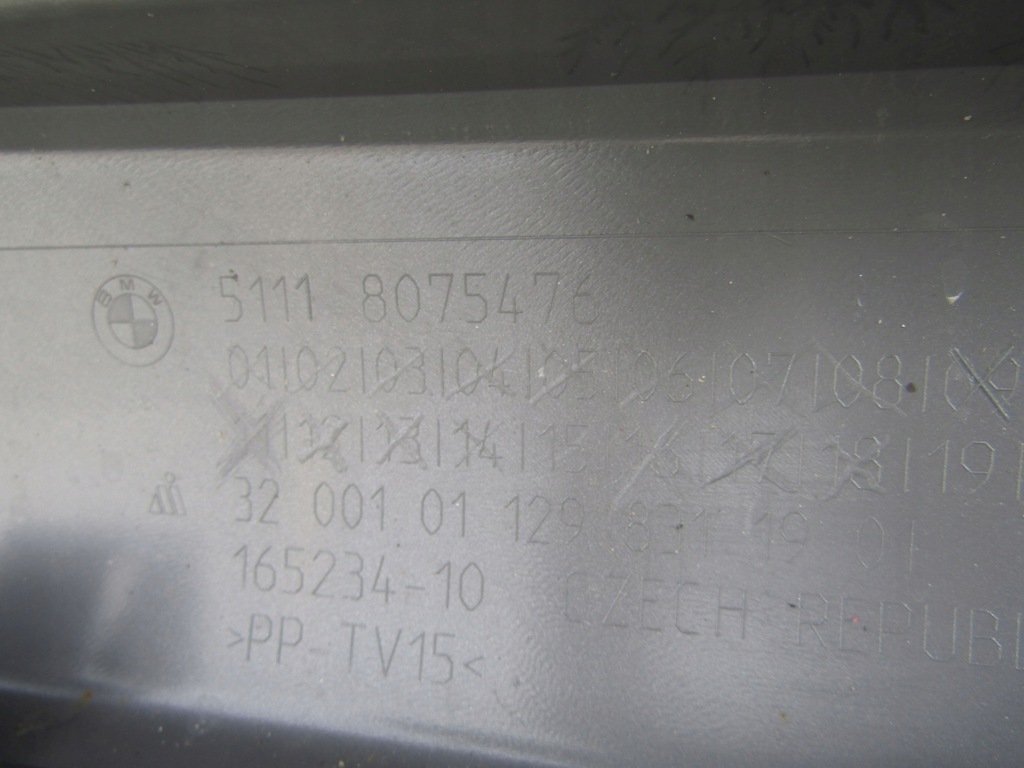 BMW 5111 8075476
01|02|03|04|05|06|07|08|09
|12|13|14|15|16|17|18|19|
32 001 01 129 831-19 01
165234-10 CZECH REPUBL
>PP-TV15<